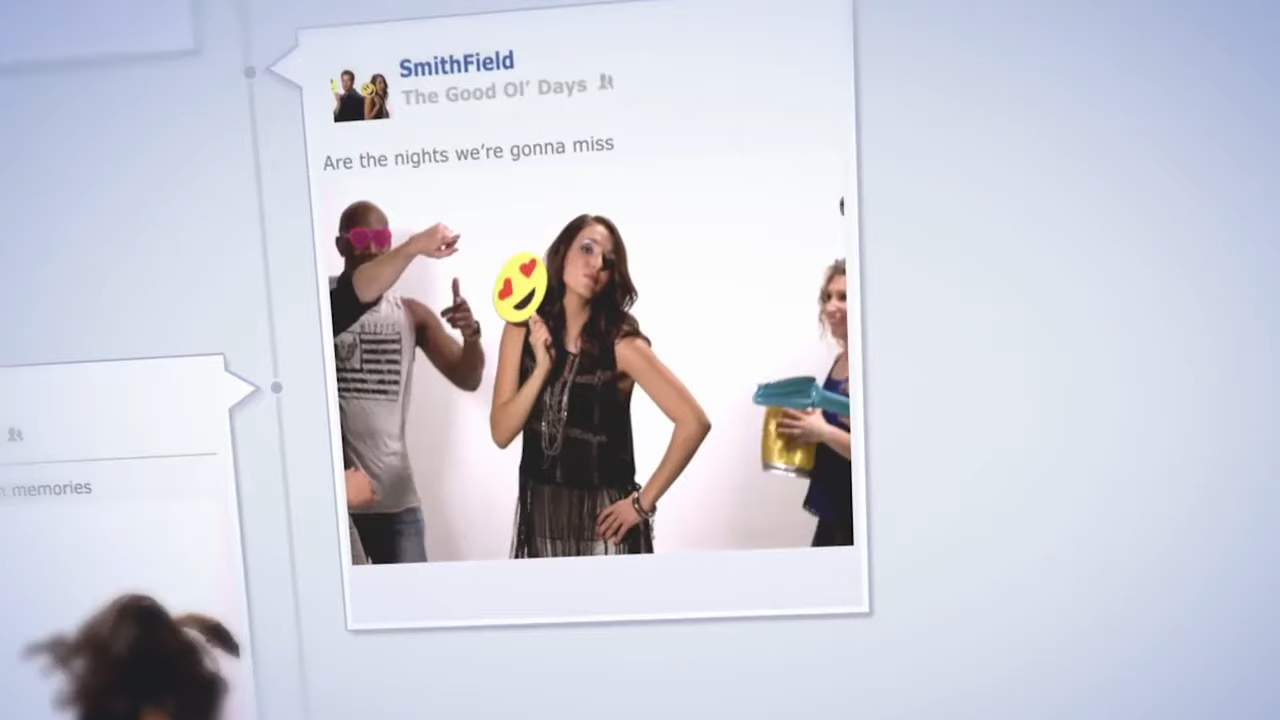 SmithField
The Good Ol’ Days
Are the nights we’re gonna miss
memories